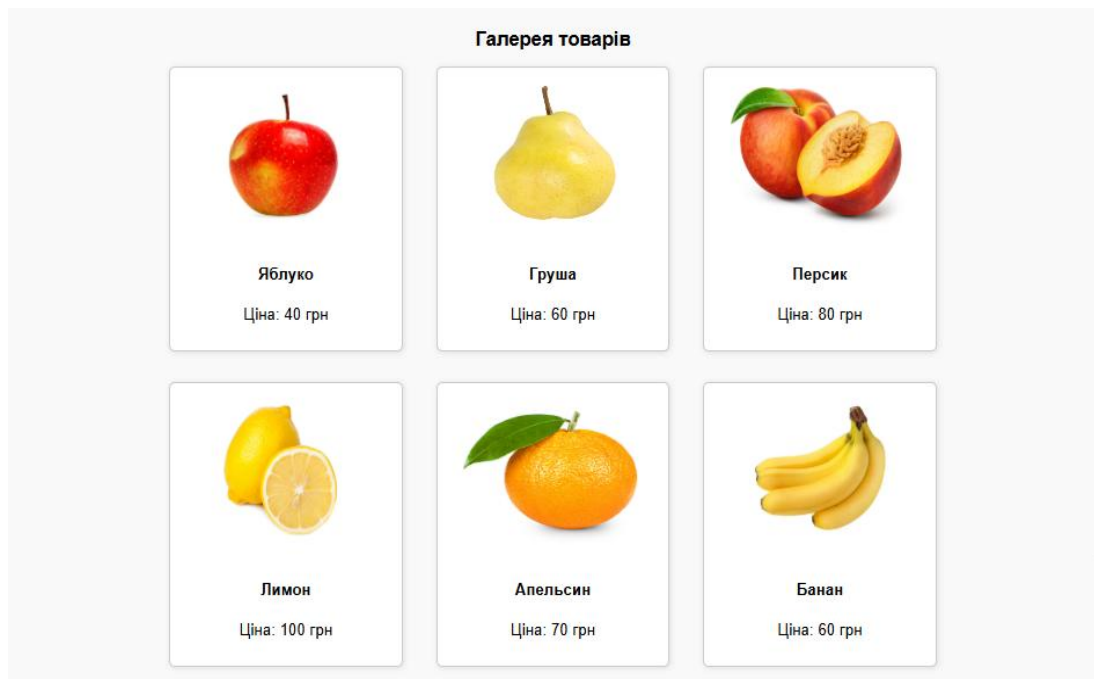 Галерея товарів
Яблуко
Ціна: 40 грн
Груша
Ціна: 60 грн
Персик
Ціна: 80 грн
Лимон
Ціна: 100 грн
Апельсин
Ціна: 70 грн
Банан
Ціна: 60 грн